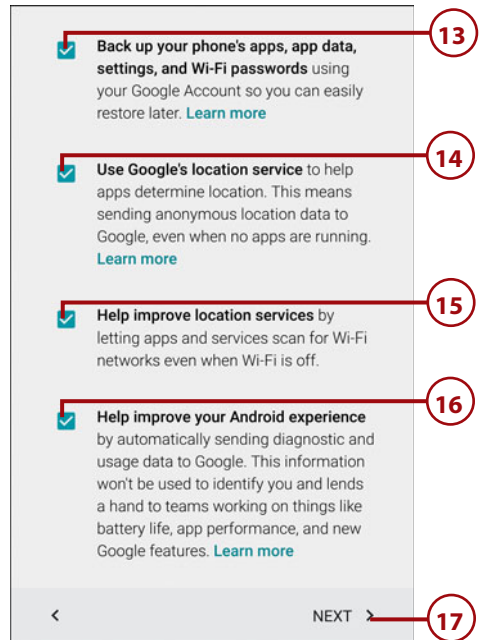 13
Back up your phone's apps, app data,
settings, and Wi-Fi passwords using
your Google Account so you can easily
restore later. Learn more
14
Use Google's location service to help
apps determine location. This means
sending anonymous location data to
Google, even when no apps are running.
Learn more
15
Help improve location services by
letting apps and services scan for Wi-Fi
networks even when Wi-Fi is off.
16
Help improve your Android experience
by automatically sending diagnostic and
usage data to Google. This information
won't be used to identify you and lends
a hand to teams working on things like
battery life, app performance, and new
Google features. Learn more
NEXT
17